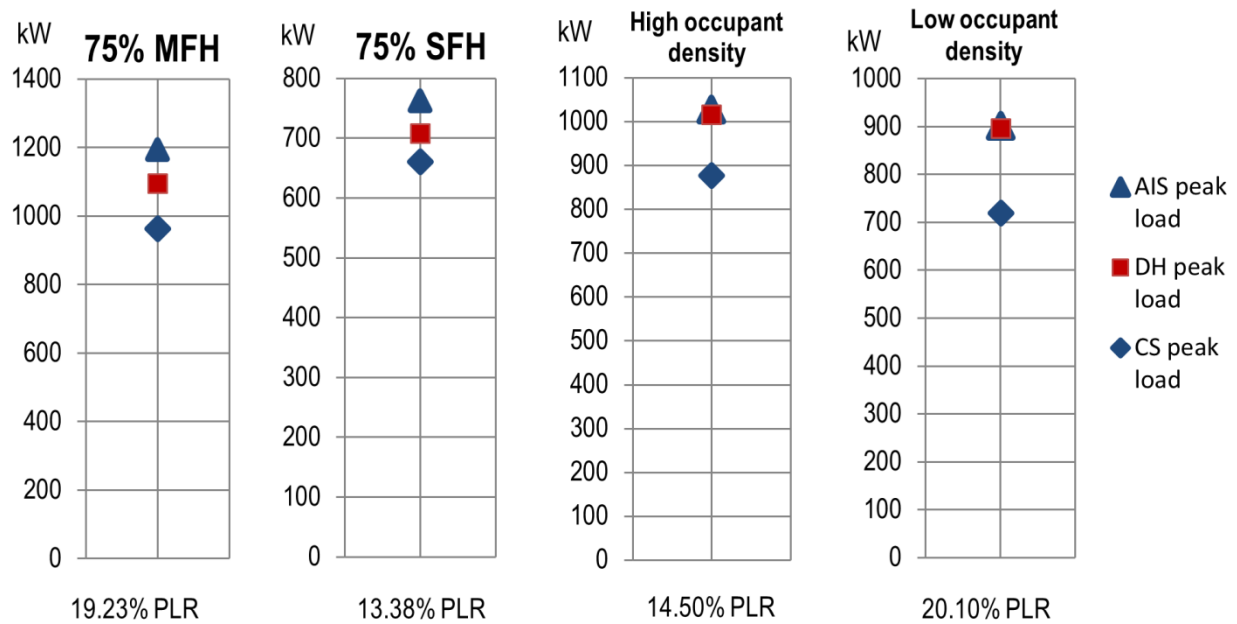 kW
75% MFH
1400
1200
1000
800
600
400
200
0
19.23% PLR
kW
75% SFH
800
700
600
500
400
300
200
100
0
13.38% PLR
kW
High occupant
density
1100
1000
900
800
700
600
500
400
300
200
100
0
14.50% PLR
kW
Low occupant
density
1000
900
800
700
600
500
400
300
200
100
0
20.10% PLR
AIS peak
load
DH peak
load
CS peak
load